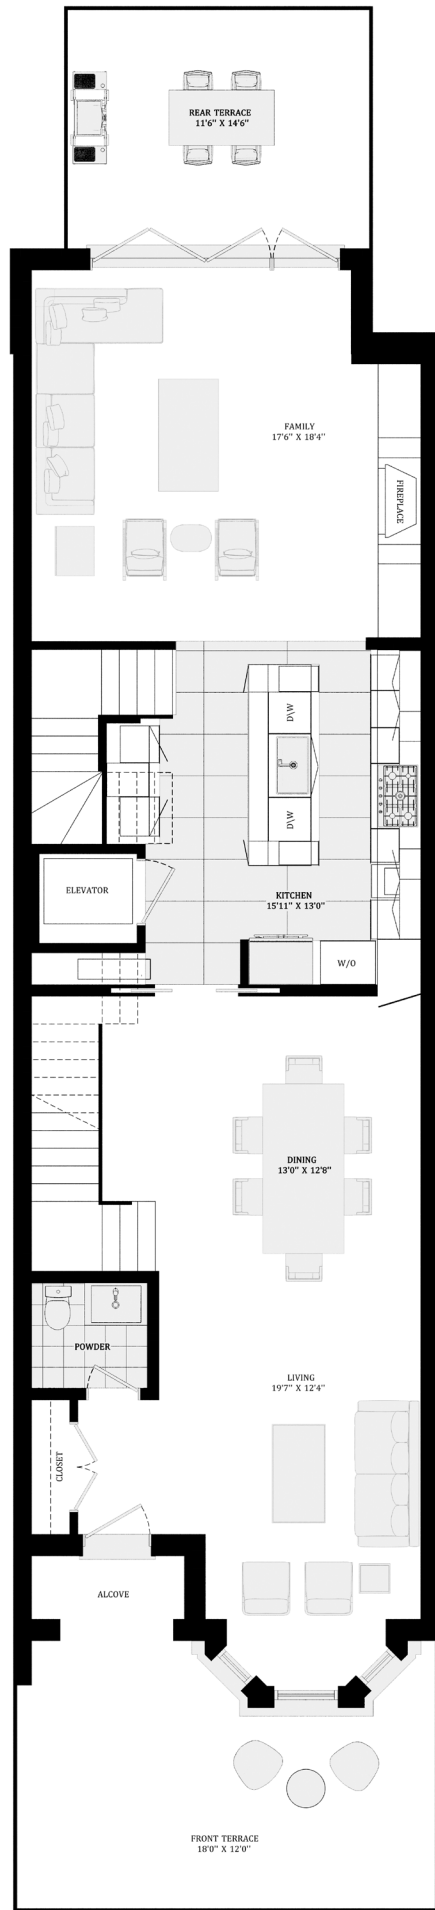 REAR TERRACE
11'6" X 14'6"
FAMILY
17'6" X 18'4"
FIREPLACE
D\W
D\W
KITCHEN
15'11" X 13'0"
ELEVATOR
W/O
DINING
13'0" X 12'8"
POWDER
LIVING
19'7" X 12'4"
CLOSET
ALCOVE
FRONT TERRACE
18'0" X 12'0"